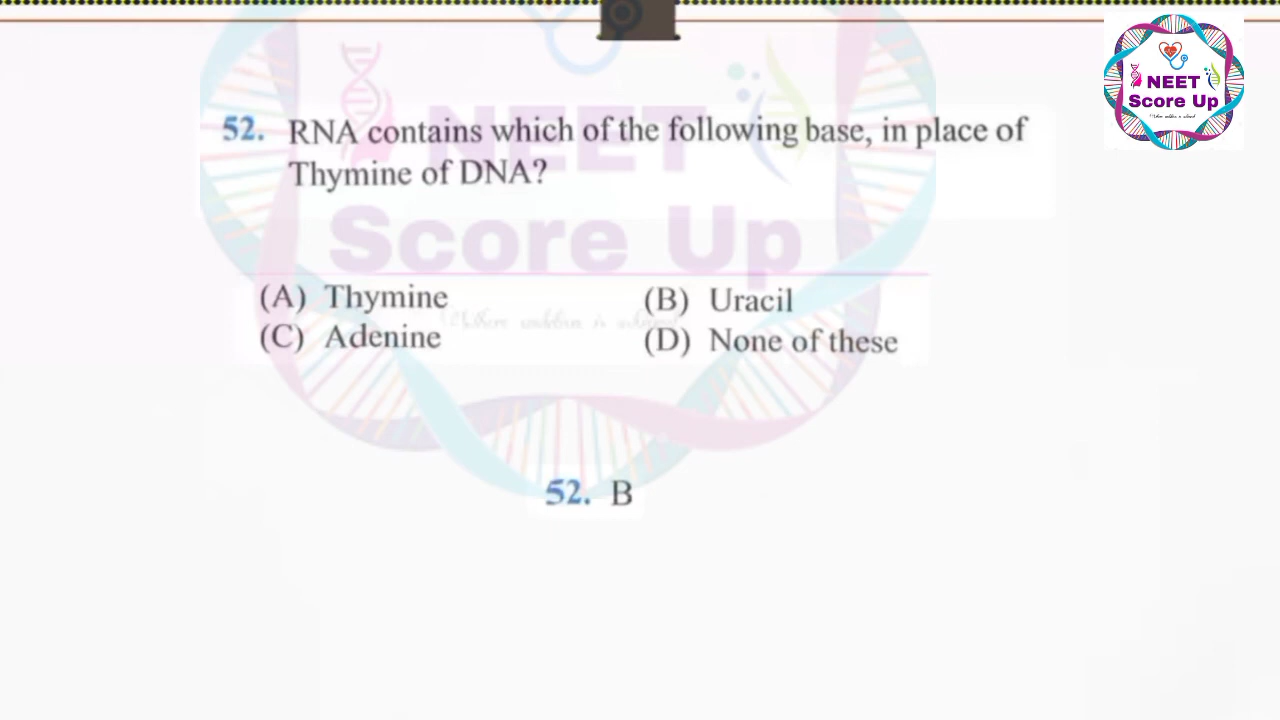 NEET
Score Up
52. RNA contains which of the following base, in place of
Thymine of DNA?
NEET
Score Up
(A) Thymine (B) Uracil
(C) Adenine (D) None of these
52. B